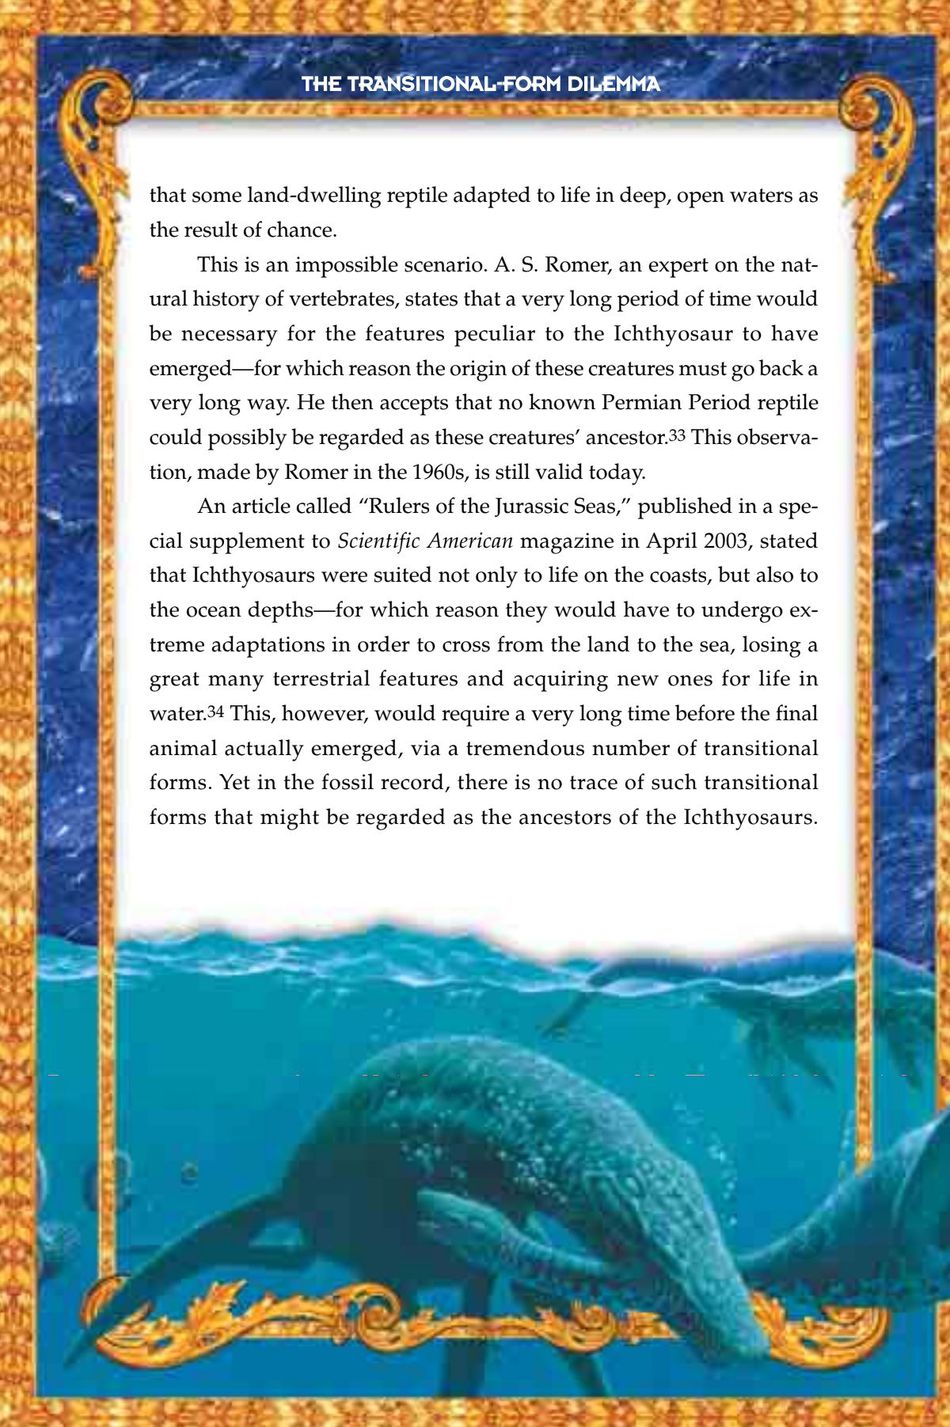 THE TRANSITIONAL-FORM DILEMMA
that some land-dwelling reptile adapted to life in deep, open waters as
the result of chance.
This is an impossible scenario. A. S. Romer, an expert on the nat-
ural history of vertebrates, states that a very long period of time would
be necessary for the features peculiar to the Ichthyosaur to have
emerged—for which reason the origin of these creatures must go back a
very long way. He then accepts that no known Permian Period reptile
could possibly be regarded as these creatures’ ancestor.33 This observa-
tion, made by Romer in the 1960s, is still valid today.
An article called “Rulers of the Jurassic Seas,” published in a spe-
cial supplement to Scientific American magazine in April 2003, stated
that Ichthyosaurs were suited not only to life on the coasts, but also to
the ocean depths—for which reason they would have to undergo ex-
treme adaptations in order to cross from the land to the sea, losing a
great many terrestrial features and acquiring new ones for life in
water.34 This, however, would require a very long time before the final
animal actually emerged, via a tremendous number of transitional
forms. Yet in the fossil record, there is no trace of such transitional
forms that might be regarded as the ancestors of the Ichthyosaurs.